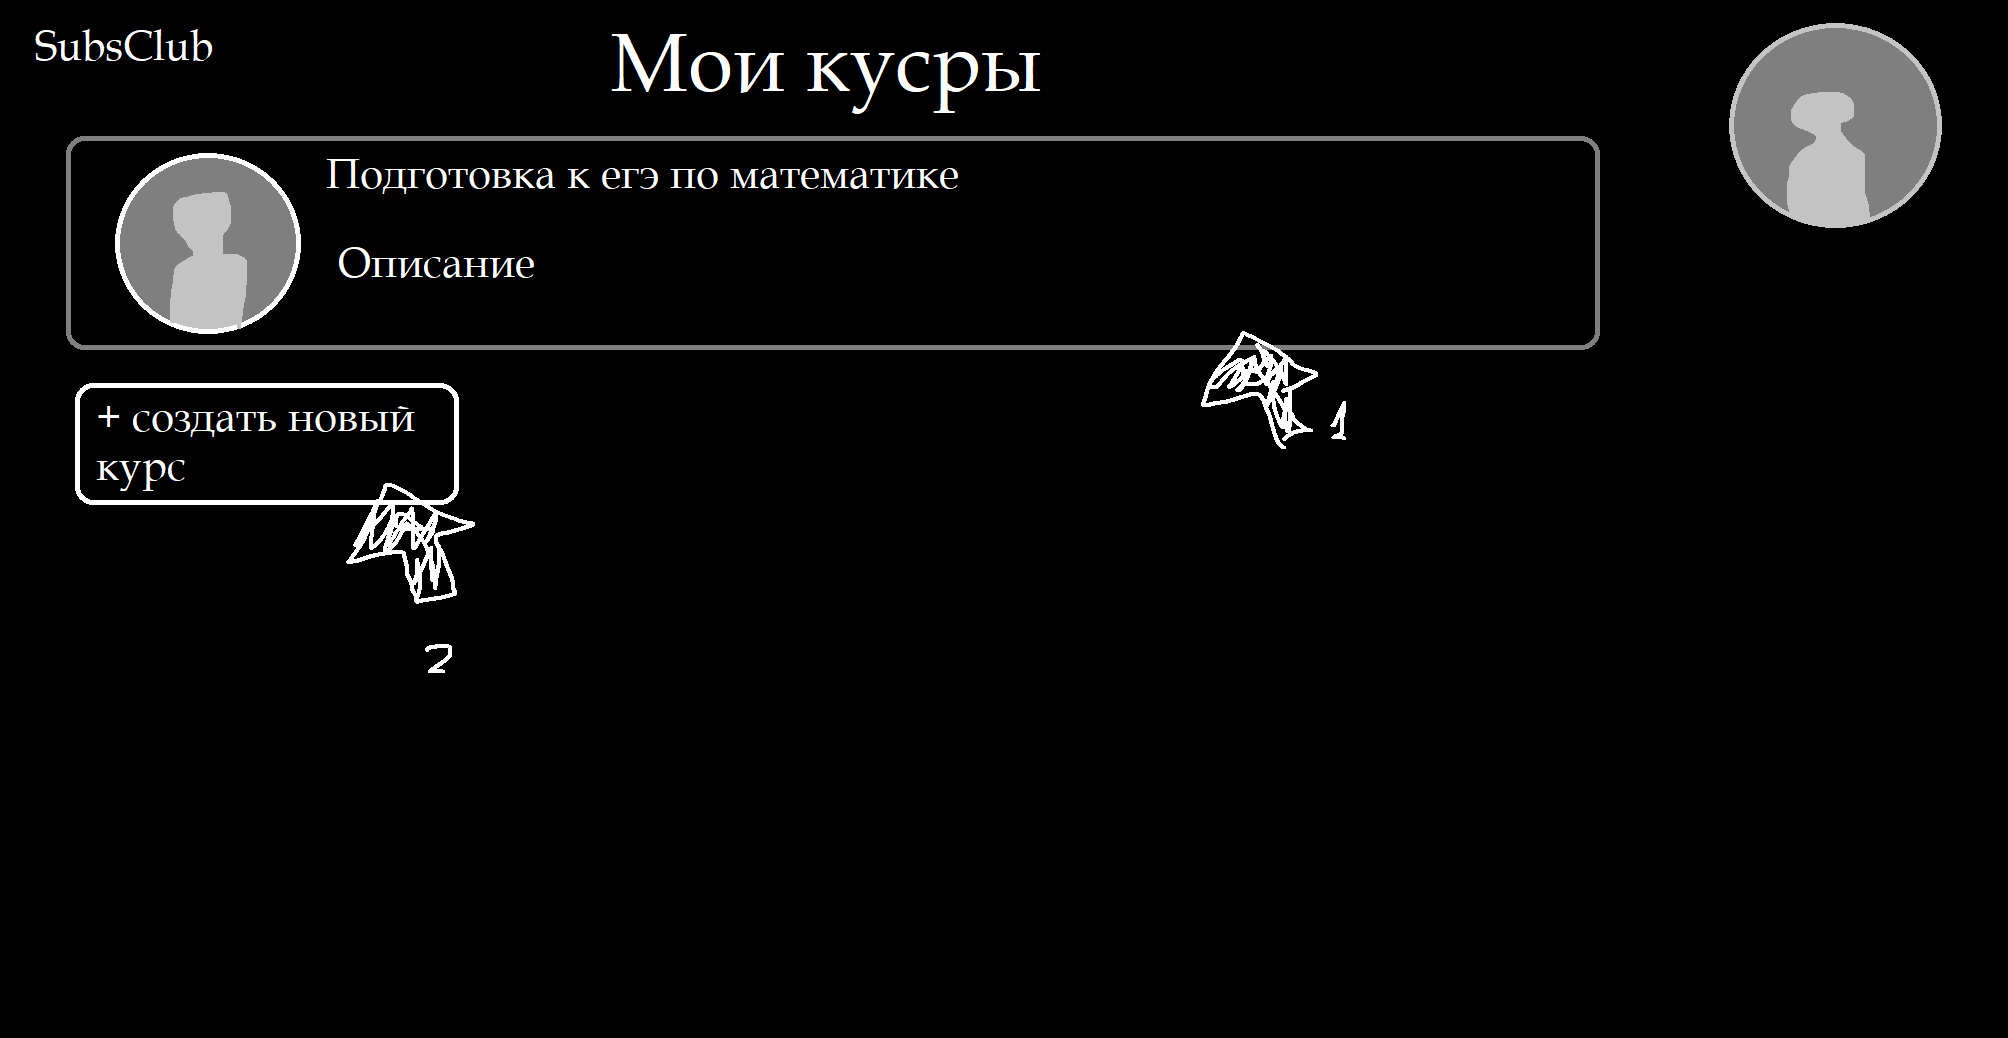 SubsClub
Мои кусры
Подготовка к егэ по математике
Описание
+ создать новый
курс
1
2